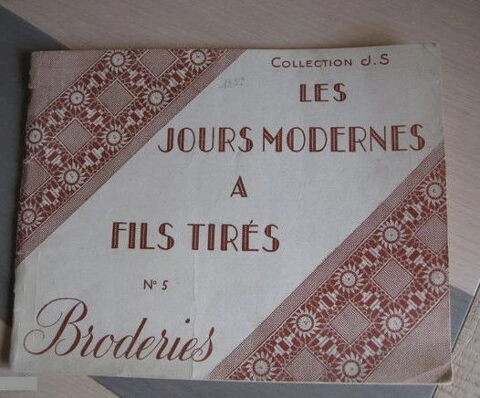 COLLECTION J.S
LES
JOURS MODERNES
A
FILS TIRÉS
N° 5
Broderies